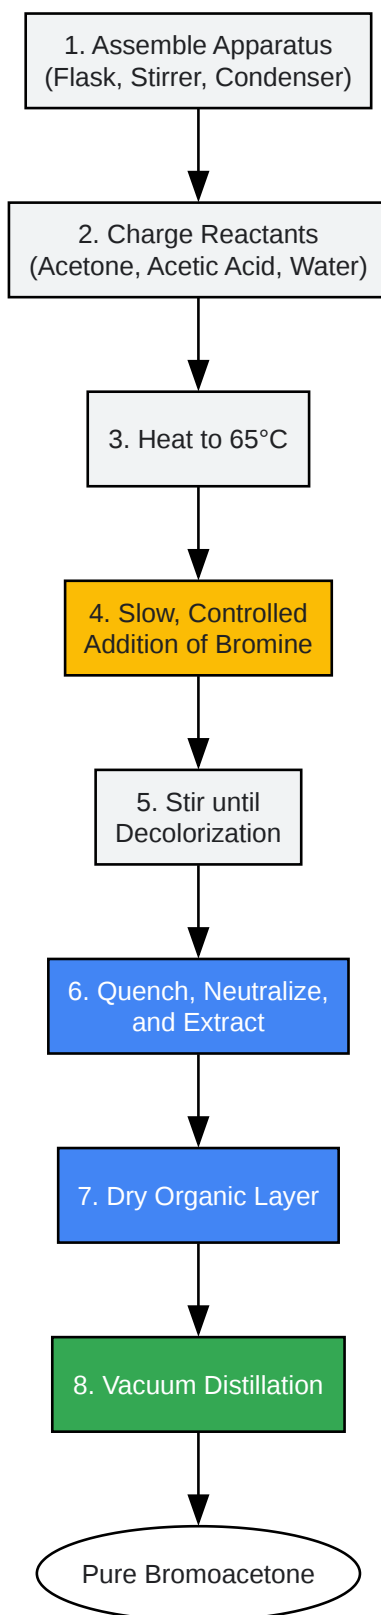 1. Assemble Apparatus
(Flask, Stirrer, Condenser)
2. Charge Reactants
(Acetone, Acetic Acid, Water)
3. Heat to 65°C
4. Slow, Controlled
Addition of Bromine
5. Stir until
Decolorization
6. Quench, Neutralize,
and Extract
7. Dry Organic Layer
8. Vacuum Distillation
Pure Bromoacetone